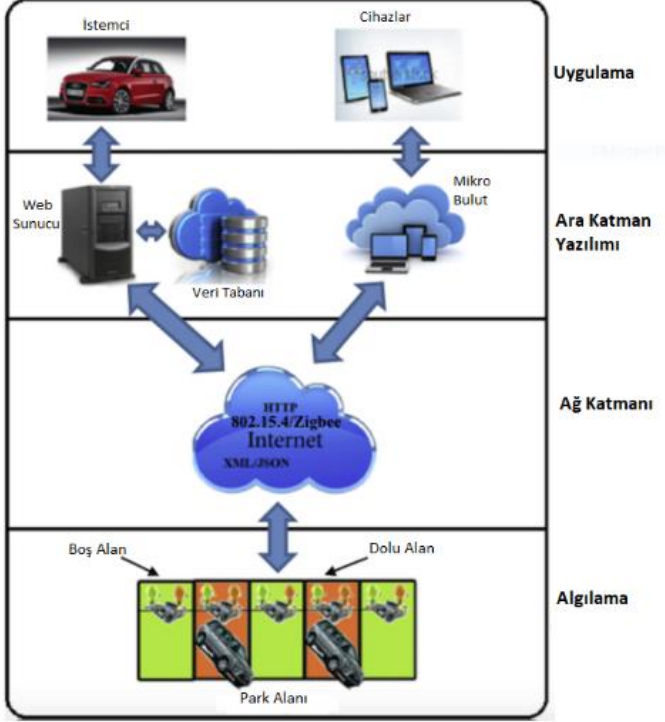 İstemci
Cihazlar
Uygulama
Web
Sunucu
Veri Tabanı
Mikro
Bulut
Ara Katman
Yazılımı
HTTP
802.15.4/Zigbee
Internet
XML/JSON
Ağ Katmanı
Boş Alan
Dolu Alan
Algılama
Park Alanı